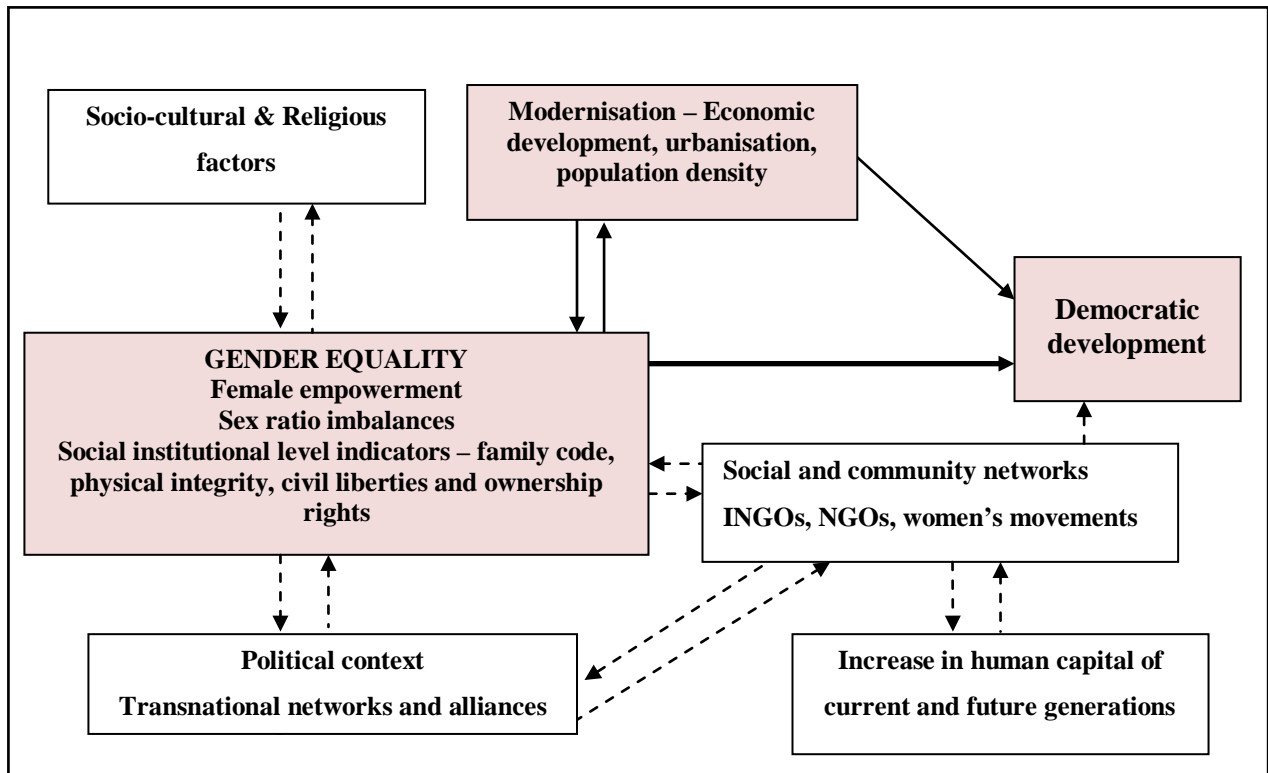 Socio-cultural & Religious
factors
Modernisation – Economic
development, urbanisation,
population density
Democratic
development
GENDER EQUALITY
Female empowerment
Sex ratio imbalances
Social institutional level indicators – family code,
physical integrity, civil liberties and ownership
rights
Social and community networks
INGOs, NGOs, women’s movements
Political context
Transnational networks and alliances
Increase in human capital of
current and future generations